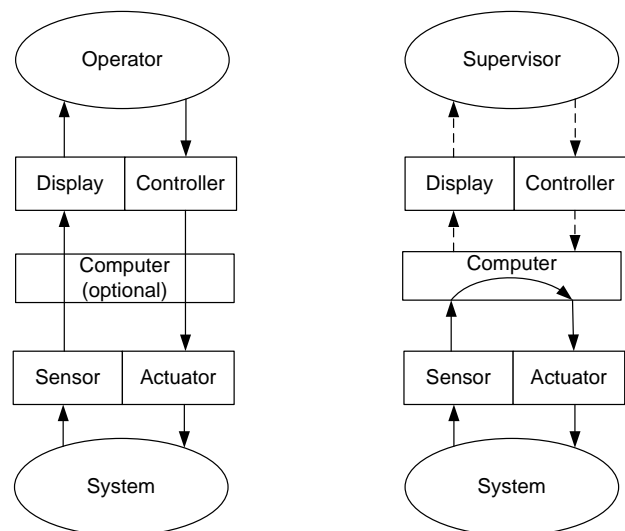 Operator
Display
Controller
Computer
(optional)
Sensor
Actuator
System
Supervisor
Display
Controller
Computer
Sensor
Actuator
System